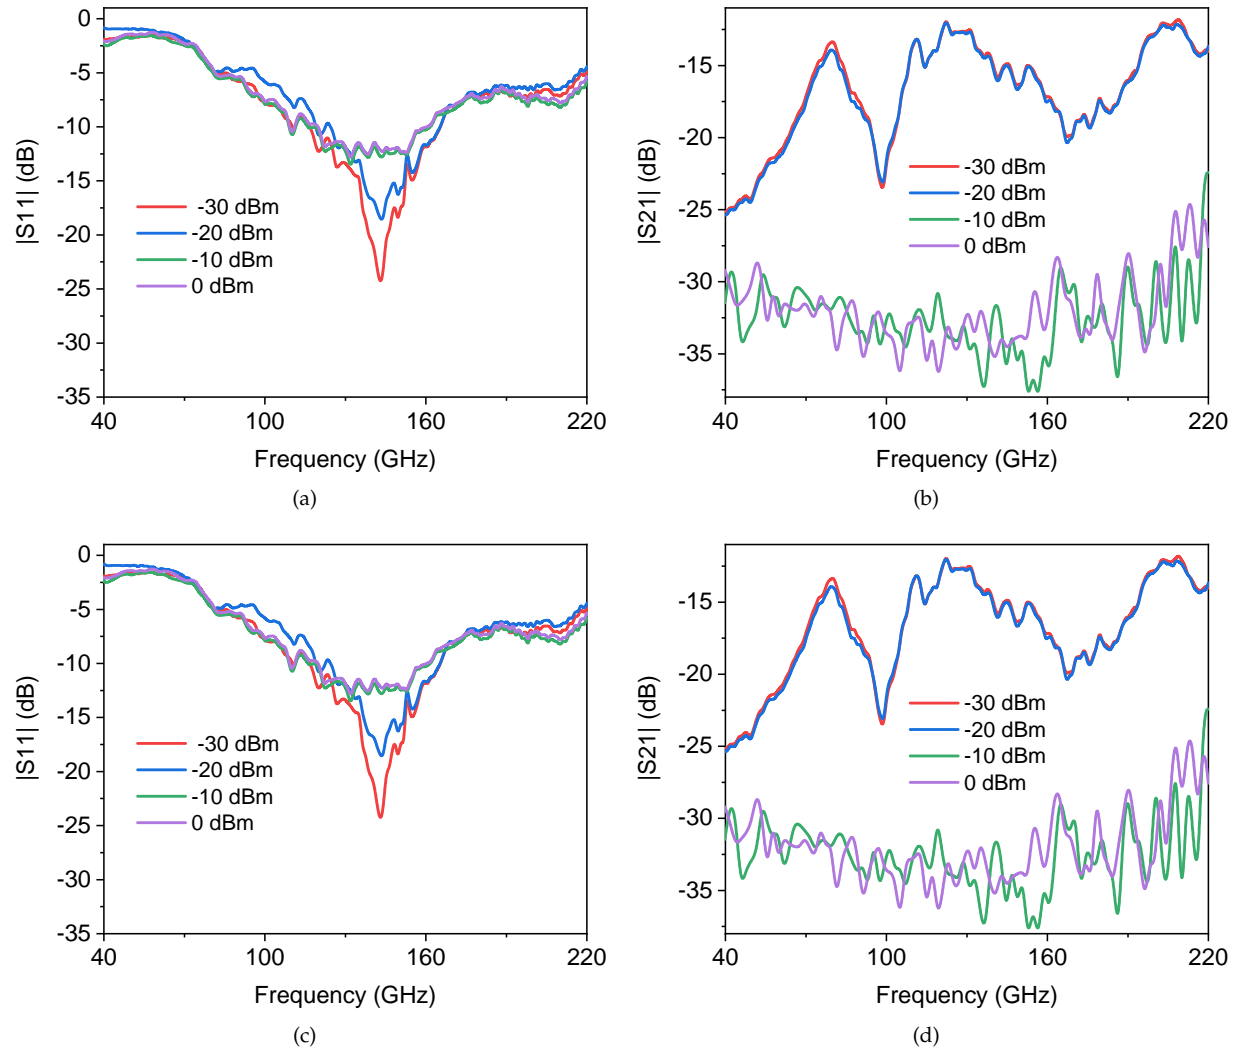 |S11| (dB)
0
-5
-10
-15
-20
-25
-30
-35
-30 dBm
-20 dBm
-10 dBm
0 dBm
40
100
160
220
Frequency (GHz)
(a)
|S21| (dB)
-15
-20
-25
-30
-35
-30 dBm
-20 dBm
-10 dBm
0 dBm
40
100
160
220
Frequency (GHz)
(b)
|S11| (dB)
0
-5
-10
-15
-20
-25
-30
-35
-30 dBm
-20 dBm
-10 dBm
0 dBm
40
100
160
220
Frequency (GHz)
(c)
|S21| (dB)
-15
-20
-25
-30
-35
-30 dBm
-20 dBm
-10 dBm
0 dBm
40
100
160
220
Frequency (GHz)
(d)